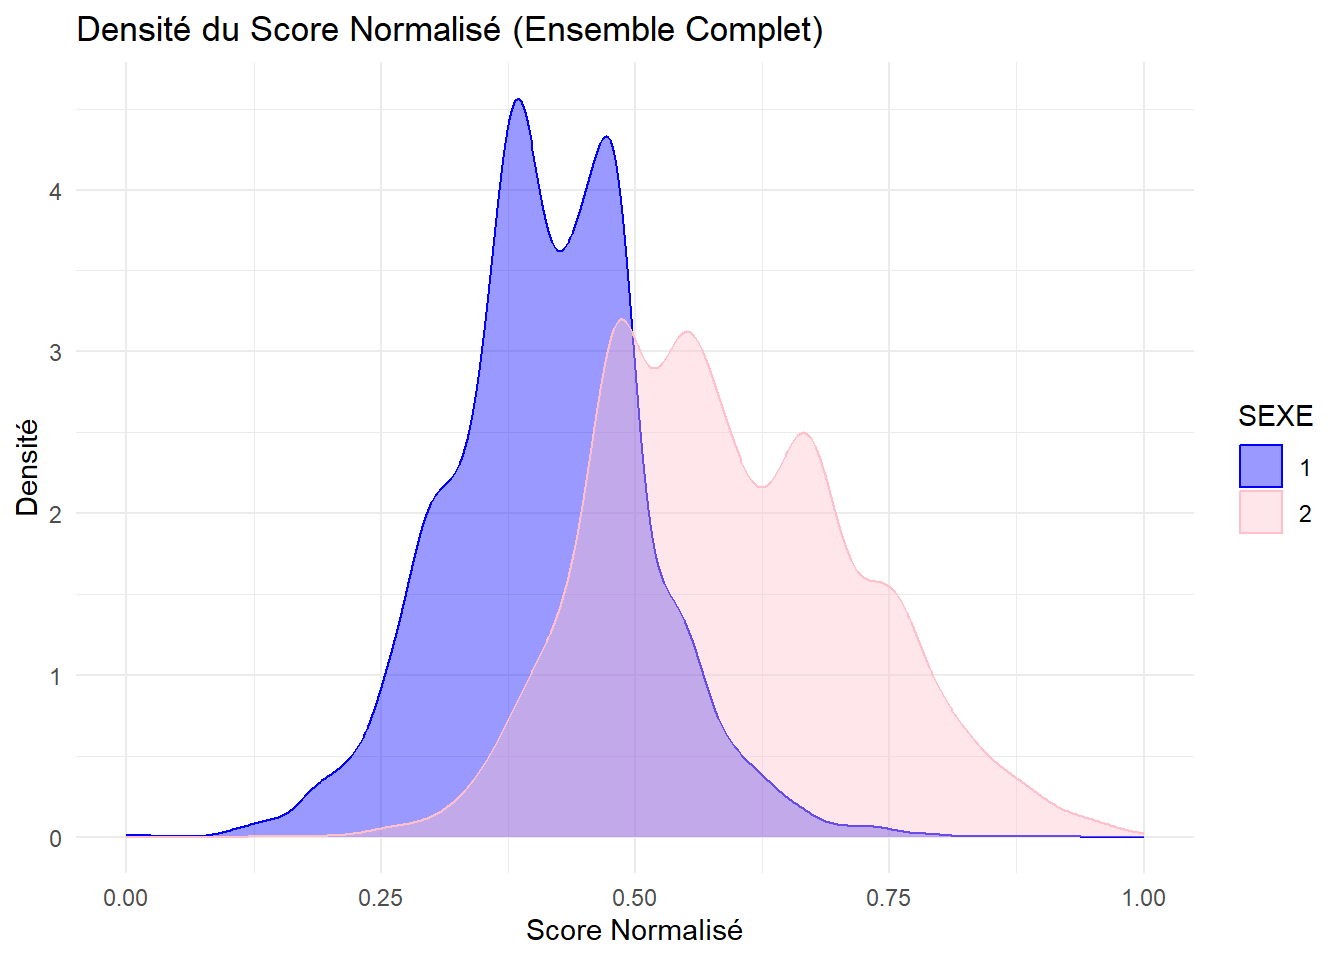 Densité du Score Normalisé (Ensemble Complet)
Densité
4
3
2
1
0
0.00 0.25 0.50 0.75 1.00
Score Normalisé
SEXE
1
2